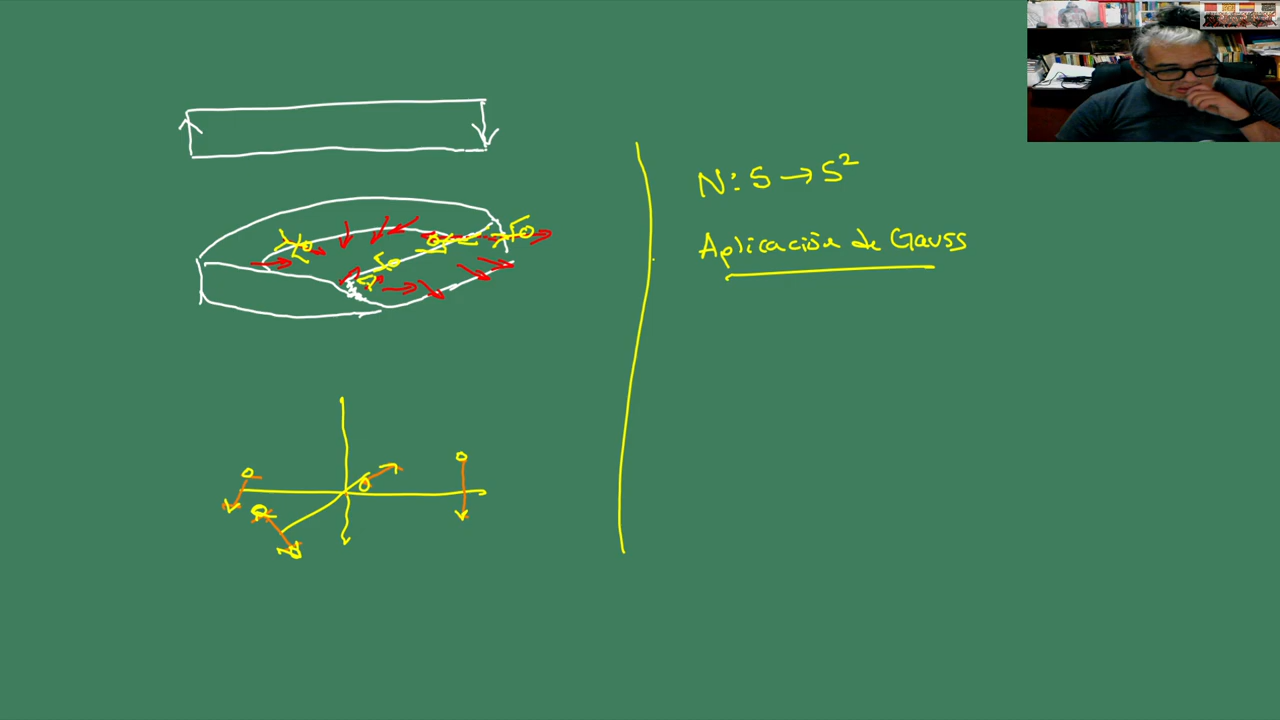 N: S → S²
Aplicación de Gauss